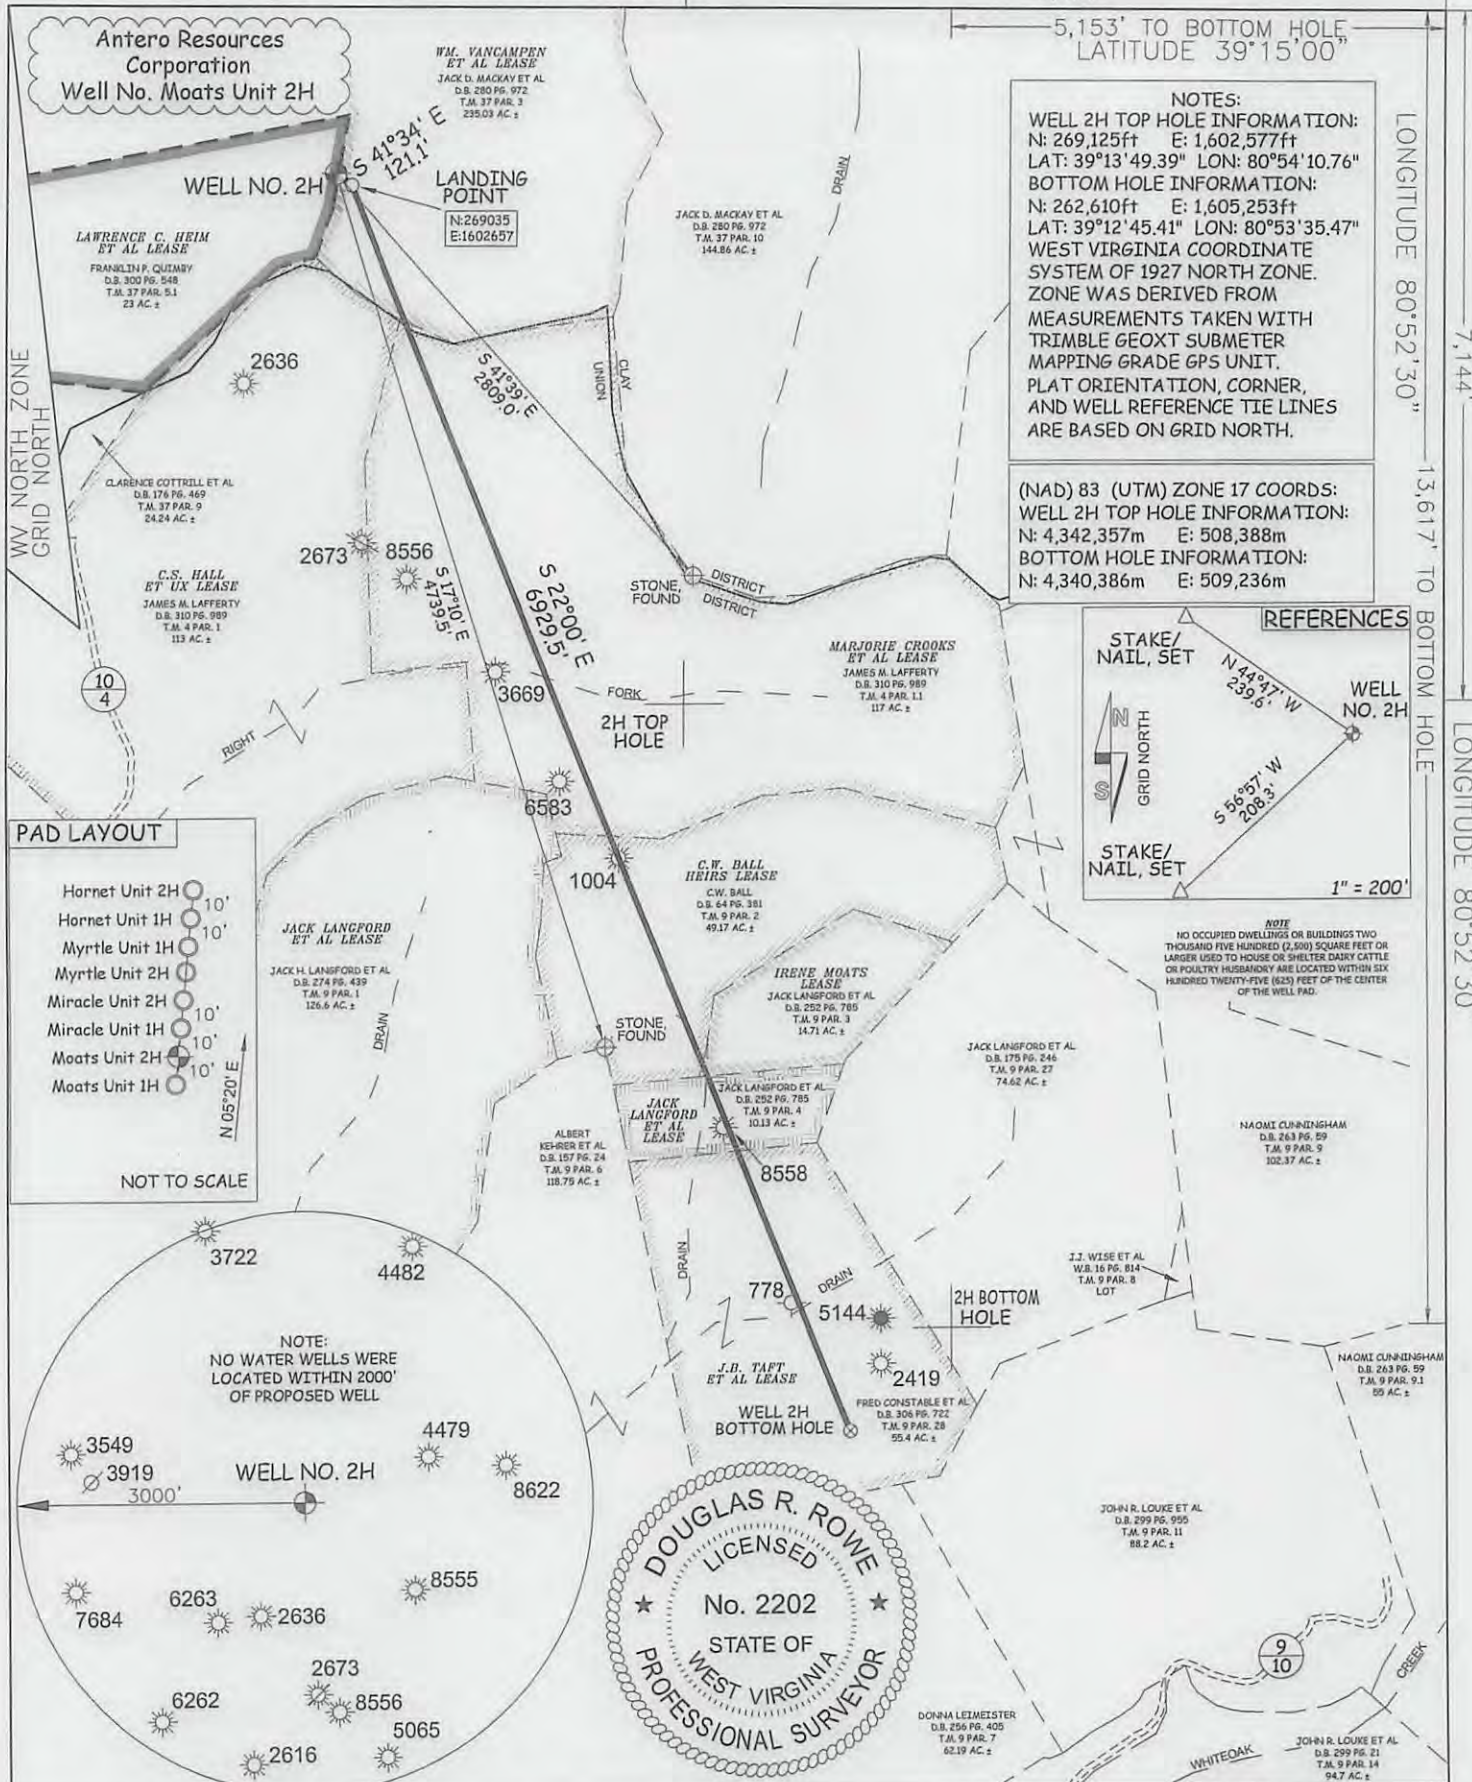 Antero Resources
Corporation
Well No. Moats Unit 2H
5,153' TO BOTTOM HOLE
LATITUDE 39°15'00"
WM. VANCAMPEN
ET AL LEASE
JACK D. MACKAY ET AL
D.B. 280 PG. 972
T.M. 37 PAR. 3
235.03 AC. ±
S 41°34' E
121.1'
WELL NO. 2H
LANDING
POINT
N:269035
E:1602657
LAWRENCE C. HEIM
ET AL LEASE
FRANKLIN P. QUIMBY
D.B. 300 PG. 548
T.M. 37 PAR. 5.1
23 AC. ±
JACK D. MACKAY ET AL
D.B. 280 PG. 972
T.M. 37 PAR. 10
144.86 AC. ±
DRAIN
NOTES:
WELL 2H TOP HOLE INFORMATION:
N: 269,125ft E: 1,602,577ft
LAT: 39°13'49.39" LON: 80°54'10.76"
BOTTOM HOLE INFORMATION:
N: 262,610ft E: 1,605,253ft
LAT: 39°12'45.41" LON: 80°53'35.47"
WEST VIRGINIA COORDINATE
SYSTEM OF 1927 NORTH ZONE.
ZONE WAS DERIVED FROM
MEASUREMENTS TAKEN WITH
TRIMBLE GEOXT SUBMETER
MAPPING GRADE GPS UNIT.
PLAT ORIENTATION, CORNER,
AND WELL REFERENCE TIE LINES
ARE BASED ON GRID NORTH.
LONGITUDE 80°52'30"
7,144'
13,617' TO BOTTOM HOLE
LONGITUDE 80°52'30"
(NAD) 83 (UTM) ZONE 17 COORDS:
WELL 2H TOP HOLE INFORMATION:
N: 4,342,357m E: 508,388m
BOTTOM HOLE INFORMATION:
N: 4,340,386m E: 509,236m
WV NORTH ZONE
GRID NORTH
2636
S 41°39' E
2809.0'
UNION
CLAY
CLARENCE COTTRILL ET AL
D.B. 176 PG. 469
T.M. 37 PAR. 9
24.24 AC. ±
2673
8556
S 17°10' E
4739.5'
S 22°00' E
6929.5'
STONE,
FOUND
DISTRICT
DISTRICT
C.S. HALL
ET UX LEASE
JAMES M. LAFFERTY
D.B. 310 PG. 989
T.M. 4 PAR. 1
113 AC. ±
10
4
RIGHT
3669
FORK
2H TOP
HOLE
MARJORIE CROOKS
ET AL LEASE
JAMES M. LAFFERTY
D.B. 310 PG. 989
T.M. 4 PAR. 1.1
117 AC. ±
REFERENCES
STAKE/
NAIL, SET
N 44°47' W
239.6'
WELL
NO. 2H
N
S
GRID NORTH
S 56°57' W
208.3'
STAKE/
NAIL, SET
1" = 200'
6583
1004
PAD LAYOUT
Hornet Unit 2H
10'
Hornet Unit 1H
10'
Myrtle Unit 1H
Myrtle Unit 2H
Miracle Unit 2H
10'
Miracle Unit 1H
10'
Moats Unit 2H
10'
Moats Unit 1H
N 05°20' E
NOT TO SCALE
JACK LANGFORD
ET AL LEASE
JACK H. LANGFORD ET AL
D.B. 274 PG. 439
T.M. 9 PAR. 1
126.6 AC. ±
DRAIN
C.W. BALL
HEIRS LEASE
C.W. BALL
D.B. 64 PG. 381
T.M. 9 PAR. 2
49.17 AC. ±
IRENE MOATS
LEASE
JACK LANGFORD ET AL
D.B. 252 PG. 785
T.M. 9 PAR. 3
14.71 AC. ±
NOTE
NO OCCUPIED DWELLINGS OR BUILDINGS TWO
THOUSAND FIVE HUNDRED (2,500) SQUARE FEET OR
LARGER USED TO HOUSE OR SHELTER DAIRY CATTLE
OR POULTRY HUSBANDRY ARE LOCATED WITHIN SIX
HUNDRED TWENTY-FIVE (625) FEET OF THE CENTER
OF THE WELL PAD.
STONE,
FOUND
JACK LANGFORD ET AL
D.B. 175 PG. 246
T.M. 9 PAR. 27
74.62 AC. ±
JACK
LANGFORD
ET AL
LEASE
JACK LANGFORD ET AL
D.B. 252 PG. 785
T.M. 9 PAR. 4
10.13 AC. ±
8558
ALBERT
KEHRER ET AL
D.B. 157 PG. 24
T.M. 9 PAR. 6
118.75 AC. ±
NAOMI CUNNINGHAM
D.B. 263 PG. 59
T.M. 9 PAR. 9
102.37 AC. ±
DRAIN
J.J. WISE ET AL
W.B. 16 PG. 814
T.M. 9 PAR. 8
LOT
778
DRAIN
5144
2H BOTTOM
HOLE
2419
J.B. TAFT
ET AL LEASE
WELL 2H
BOTTOM HOLE
FRED CONSTABLE ET AL
D.B. 306 PG. 722
T.M. 9 PAR. 28
55.4 AC. ±
NAOMI CUNNINGHAM
D.B. 263 PG. 59
T.M. 9 PAR. 9.1
55 AC. ±
3722
4482
NOTE:
NO WATER WELLS WERE
LOCATED WITHIN 2000'
OF PROPOSED WELL
3549
3919
3000'
WELL NO. 2H
4479
8622
7684
6263
2636
8555
2673
8556
6262
5065
2616
DOUGLAS R. ROWE
LICENSED
No. 2202
STATE OF
WEST VIRGINIA
PROFESSIONAL SURVEYOR
JOHN R. LOUKE ET AL
D.B. 299 PG. 955
T.M. 9 PAR. 11
88.2 AC. ±
9
10
CREEK
DONNA LEIMEISTER
D.B. 256 PG. 405
T.M. 9 PAR. 7
62.19 AC. ±
WHITEOAK
JOHN R. LOUKE ET AL
D.B. 299 PG. 21
T.M. 9 PAR. 14
94.7 AC. ±